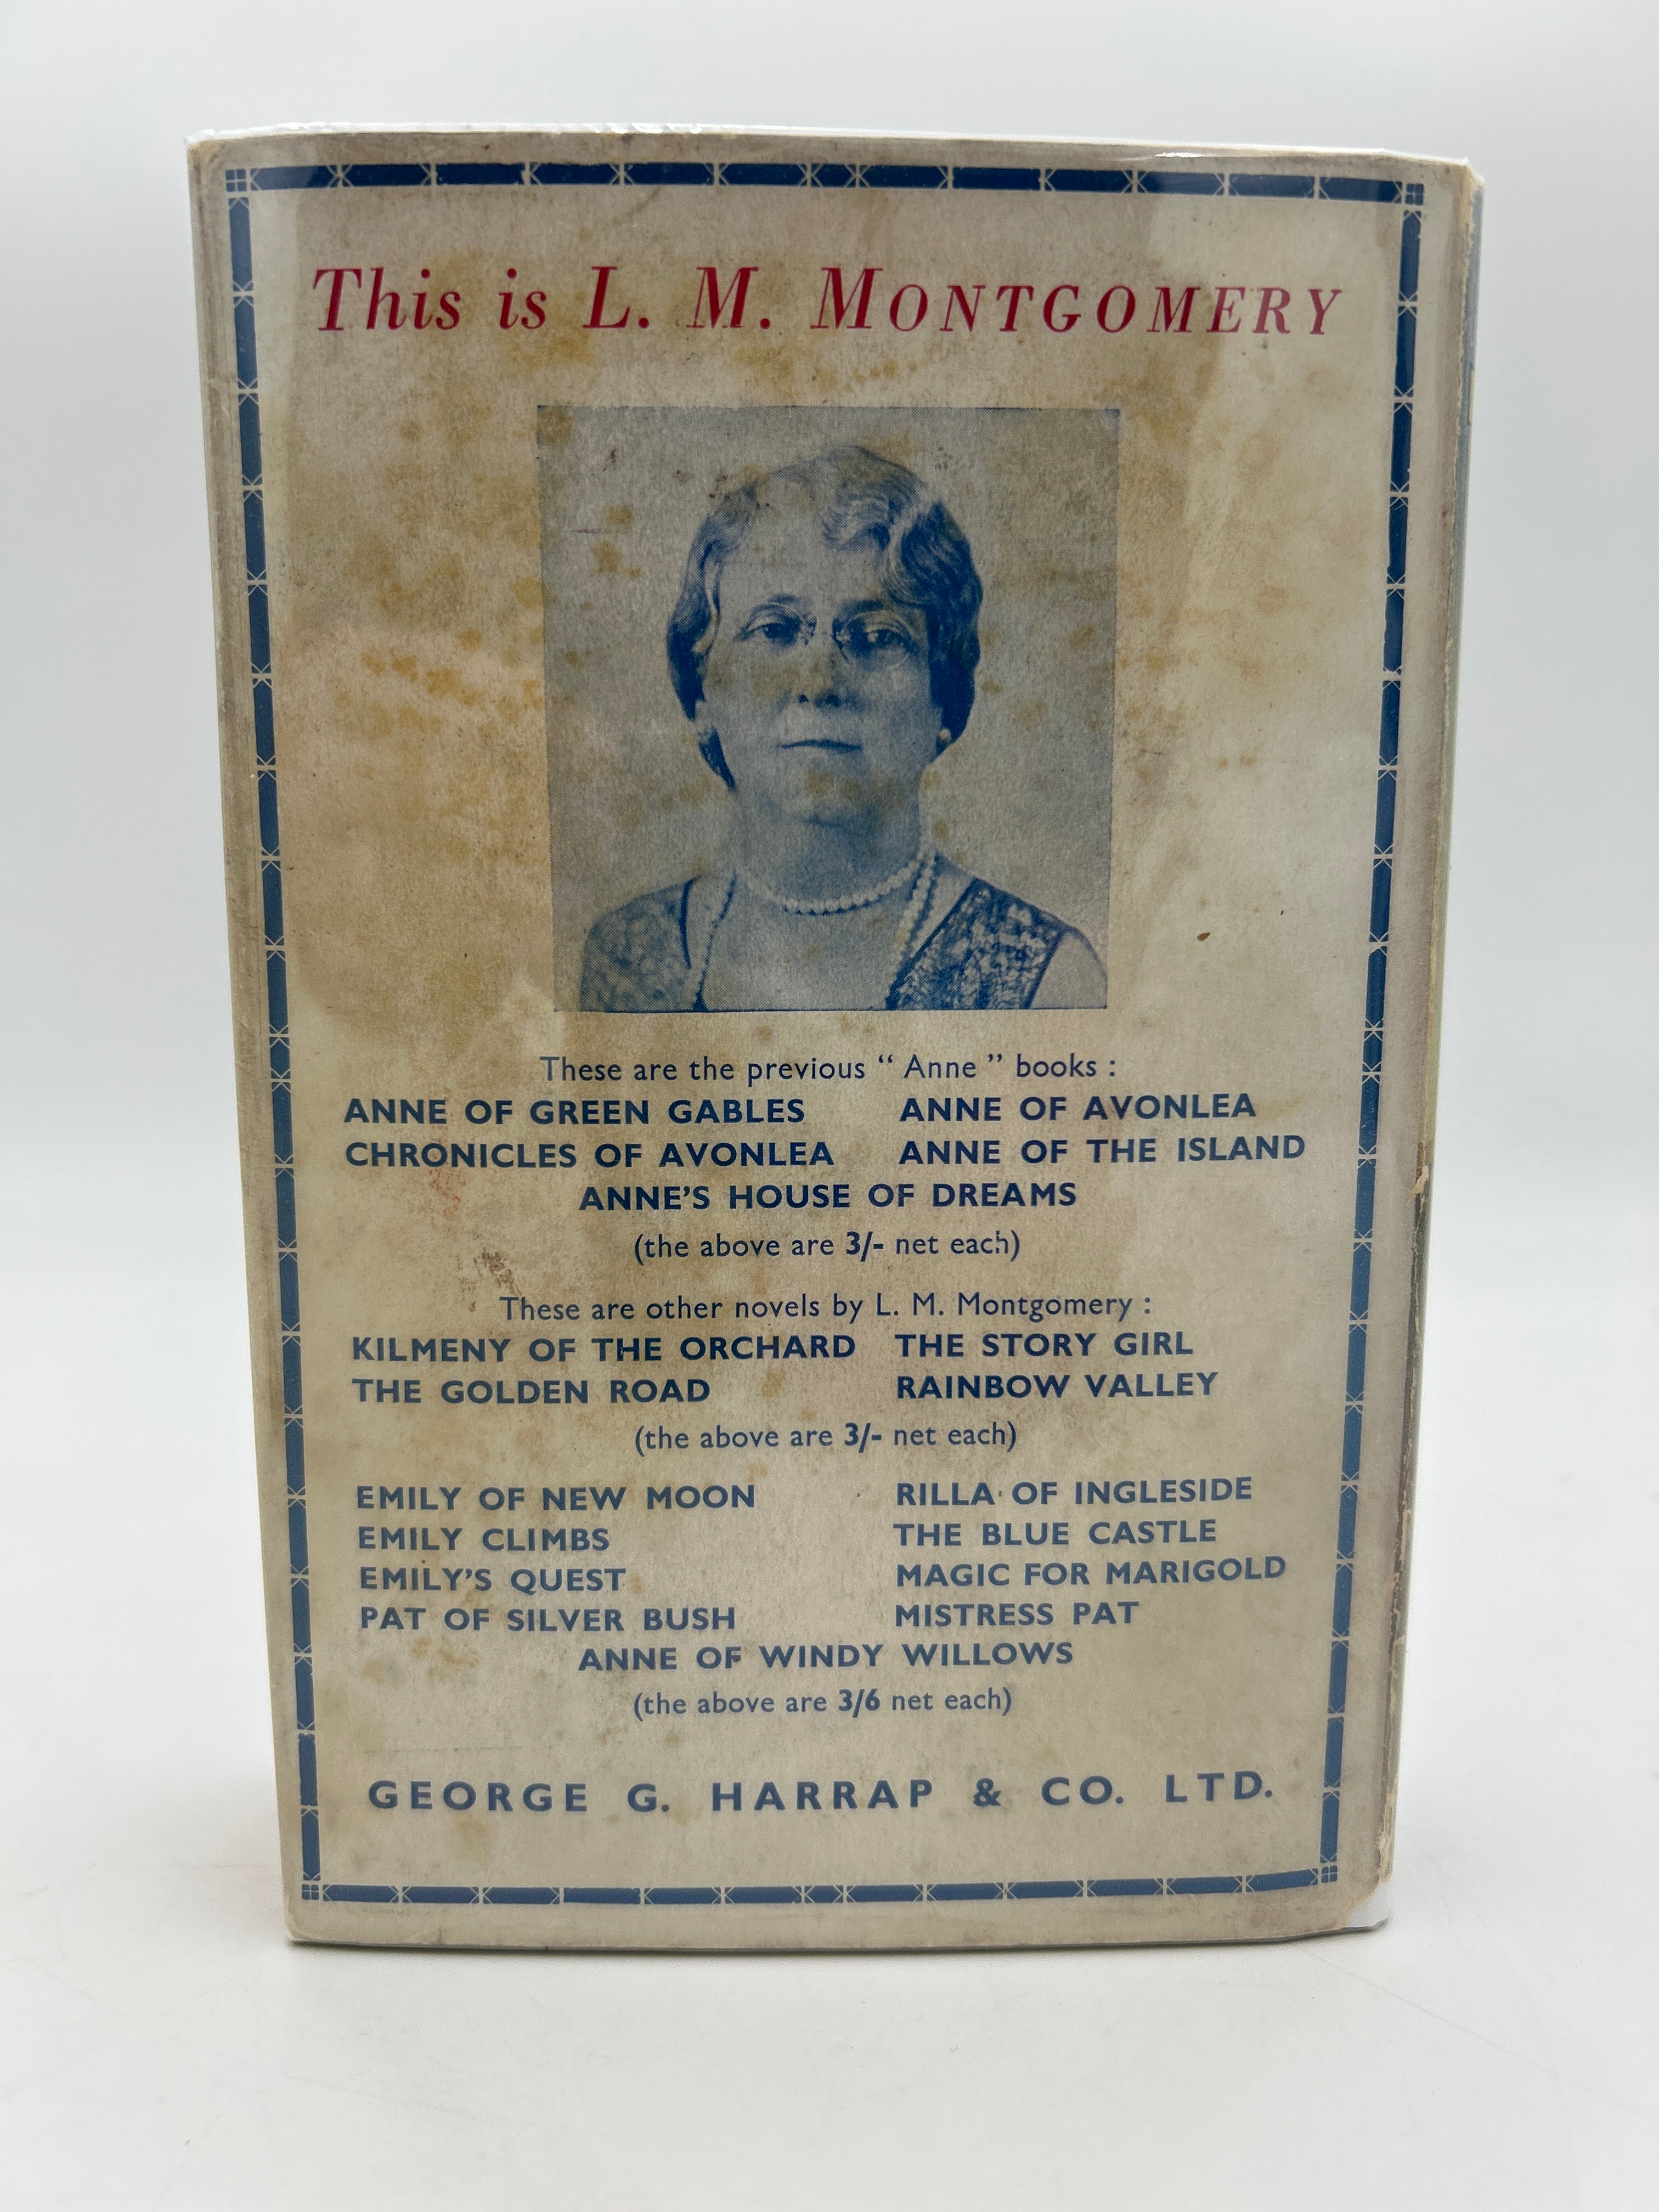 This is L. M. MONTGOMERY
These are the previous “ Anne ” books :
ANNE OF GREEN GABLES ANNE OF AVONLEA
CHRONICLES OF AVONLEA ANNE OF THE ISLAND
ANNE’S HOUSE OF DREAMS
(the above are 3/- net each)
These are other novels by L. M. Montgomery :
KILMENY OF THE ORCHARD THE STORY GIRL
THE GOLDEN ROAD RAINBOW VALLEY
(the above are 3/- net each)
EMILY OF NEW MOON RILLA OF INGLESIDE
EMILY CLIMBS THE BLUE CASTLE
EMILY’S QUEST MAGIC FOR MARIGOLD
PAT OF SILVER BUSH MISTRESS PAT
ANNE OF WINDY WILLOWS
(the above are 3/6 net each)
GEORGE G. HARRAP & CO. LTD.